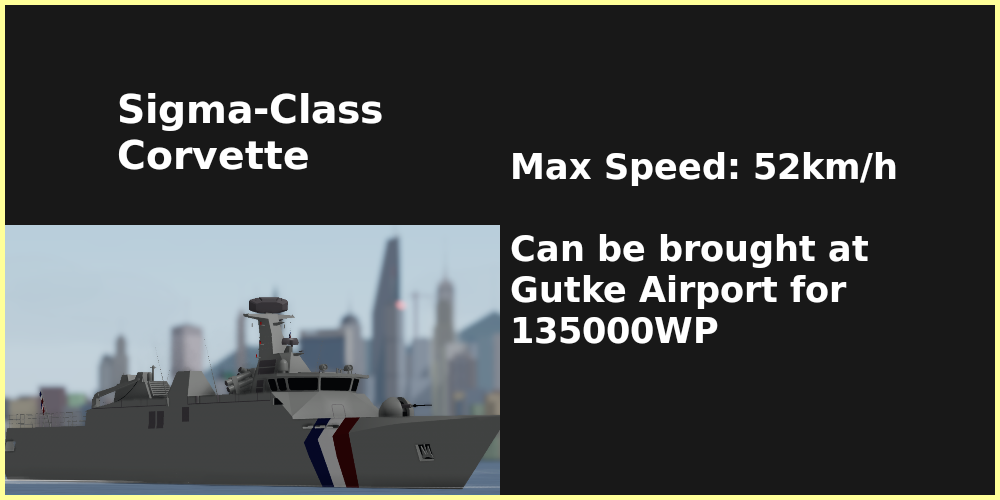 Sigma-Class
Corvette
Max Speed: 52km/h
Can be brought at
Gutke Airport for
135000WP